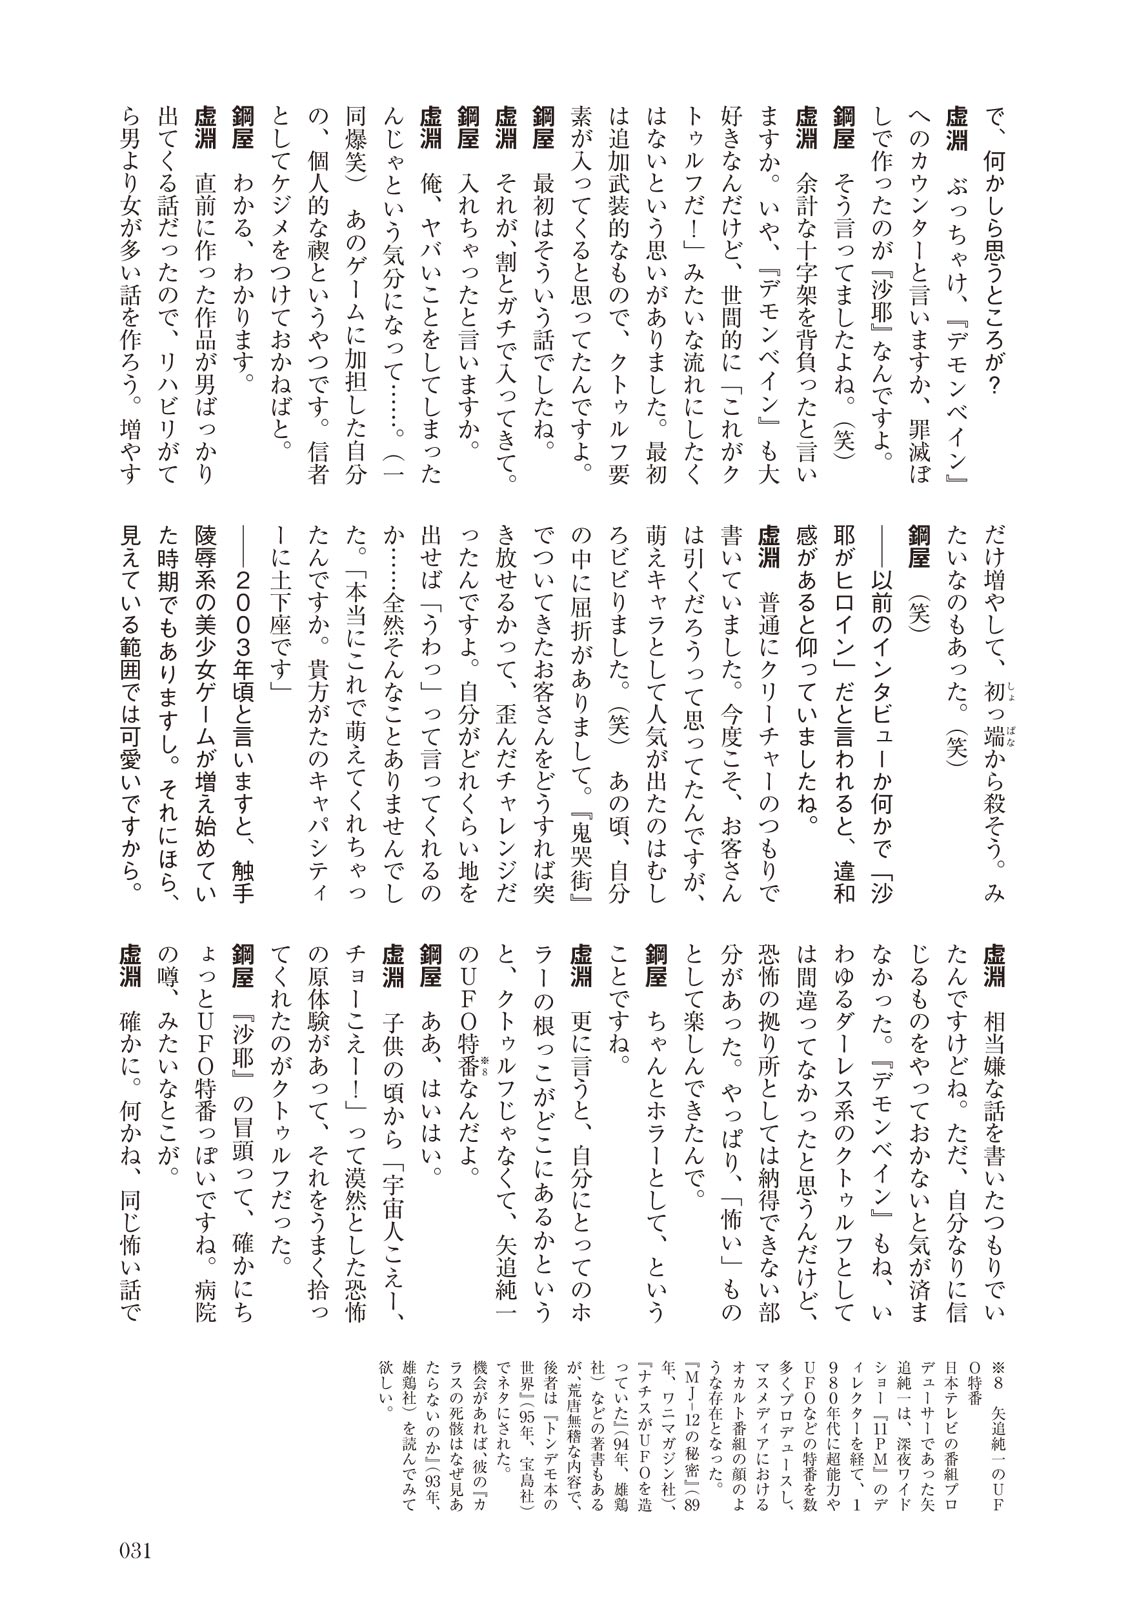 で、何かしら思うところが？
虚淵　ぶっちゃけ、『デモンベイン』
へのカウンターと言いますか、罪滅ぼ
しで作ったのが『沙耶』なんですよ。
鋼屋　そう言ってましたよね。（笑）
虚淵　余計な十字架を背負ったと言い
ますか。いや、『デモンベイン』も大
好きなんだけど、世間的に「これがク
トゥルフだ！」みたいな流れにしたく
はないという思いがありました。最初
は追加武装的なもので、クトゥルフ要
素が入ってくると思ってたんですよ。
鋼屋　最初はそういう話でしたね。
虚淵　それが、割とガチで入ってきて。
鋼屋　入れちゃったと言いますか。
虚淵　俺、ヤバいことをしてしまった
んじゃという気分になって……。（一
同爆笑）　あのゲームに加担した自分
の、個人的な禊というやつです。信者
としてケジメをつけておかねばと。
鋼屋　わかる、わかります。
虚淵　直前に作った作品が男ばっかり
出てくる話だったので、リハビリがて
ら男より女が多い話を作ろう。増やす
だけ増やして、初っ端から殺そう。み
しょ　ばな
たいなのもあった。（笑）
鋼屋　（笑）
――以前のインタビューか何かで「沙
耶がヒロイン」だと言われると、違和
感があると仰っていましたね。
虚淵　普通にクリーチャーのつもりで
書いていました。今度こそ、お客さん
は引くだろうって思ってたんですが、
萌えキャラとして人気が出たのはむし
ろビビりました。（笑）　あの頃、自分
の中に屈折がありまして。『鬼哭街』
でついてきたお客さんをどうすれば突
き放せるかって、歪んだチャレンジだ
ったんですよ。自分がどれくらい地を
出せば「うわっ」って言ってくれるの
か……全然そんなことありませんでし
た。「本当にこれで萌えてくれちゃっ
たんですか。貴方がたのキャパシティ
ーに土下座です」
――２００３年頃と言いますと、触手
陵辱系の美少女ゲームが増え始めてい
た時期でもありますし。それにほら、
見えている範囲では可愛いですから。
虚淵　相当嫌な話を書いたつもりでい
たんですけどね。ただ、自分なりに信
じるものをやっておかないと気が済ま
なかった。『デモンベイン』もね、い
わゆるダーレス系のクトゥルフとして
は間違ってなかったと思うんだけど、
恐怖の拠り所としては納得できない部
分があった。やっぱり、「怖い」もの
として楽しんできたんで。
鋼屋　ちゃんとホラーとして、という
ことですね。
虚淵　更に言うと、自分にとってのホ
ラーの根っこがどこにあるかという
と、クトゥルフじゃなくて、矢追純一
のＵＦＯ特番※８なんだよ。
鋼屋　ああ、はいはい。
虚淵　子供の頃から「宇宙人こえー、
チョーこえー！」って漠然とした恐怖
の原体験があって、それをうまく拾っ
てくれたのがクトゥルフだった。
鋼屋　『沙耶』の冒頭って、確かにち
ょっとＵＦＯ特番っぽいですね。病院
の噂、みたいなとこが。
虚淵　確かに。何かね、同じ怖い話で
※８　矢追純一のＵＦ
Ｏ特番
日本テレビの番組プロ
デューサーであった矢
追純一は、深夜ワイド
ショー『11ＰＭ』のデ
ィレクターを経て、１
９８０年代に超能力や
ＵＦＯなどの特番を数
多くプロデュースし、
マスメディアにおける
オカルト番組の顔のよ
うな存在となった。
『ＭＪ－12の秘密』（89
年、ワニマガジン社）、
『ナチスがＵＦＯを造
っていた』（94年、雄鶏
社）などの著書もある
が、荒唐無稽な内容で、
後者は『トンデモ本の
世界』（95年、宝島社）
でネタにされた。
機会があれば、彼の『カ
ラスの死骸はなぜ見あ
たらないのか』（93年、
雄鶏社）を読んでみて
欲しい。
031